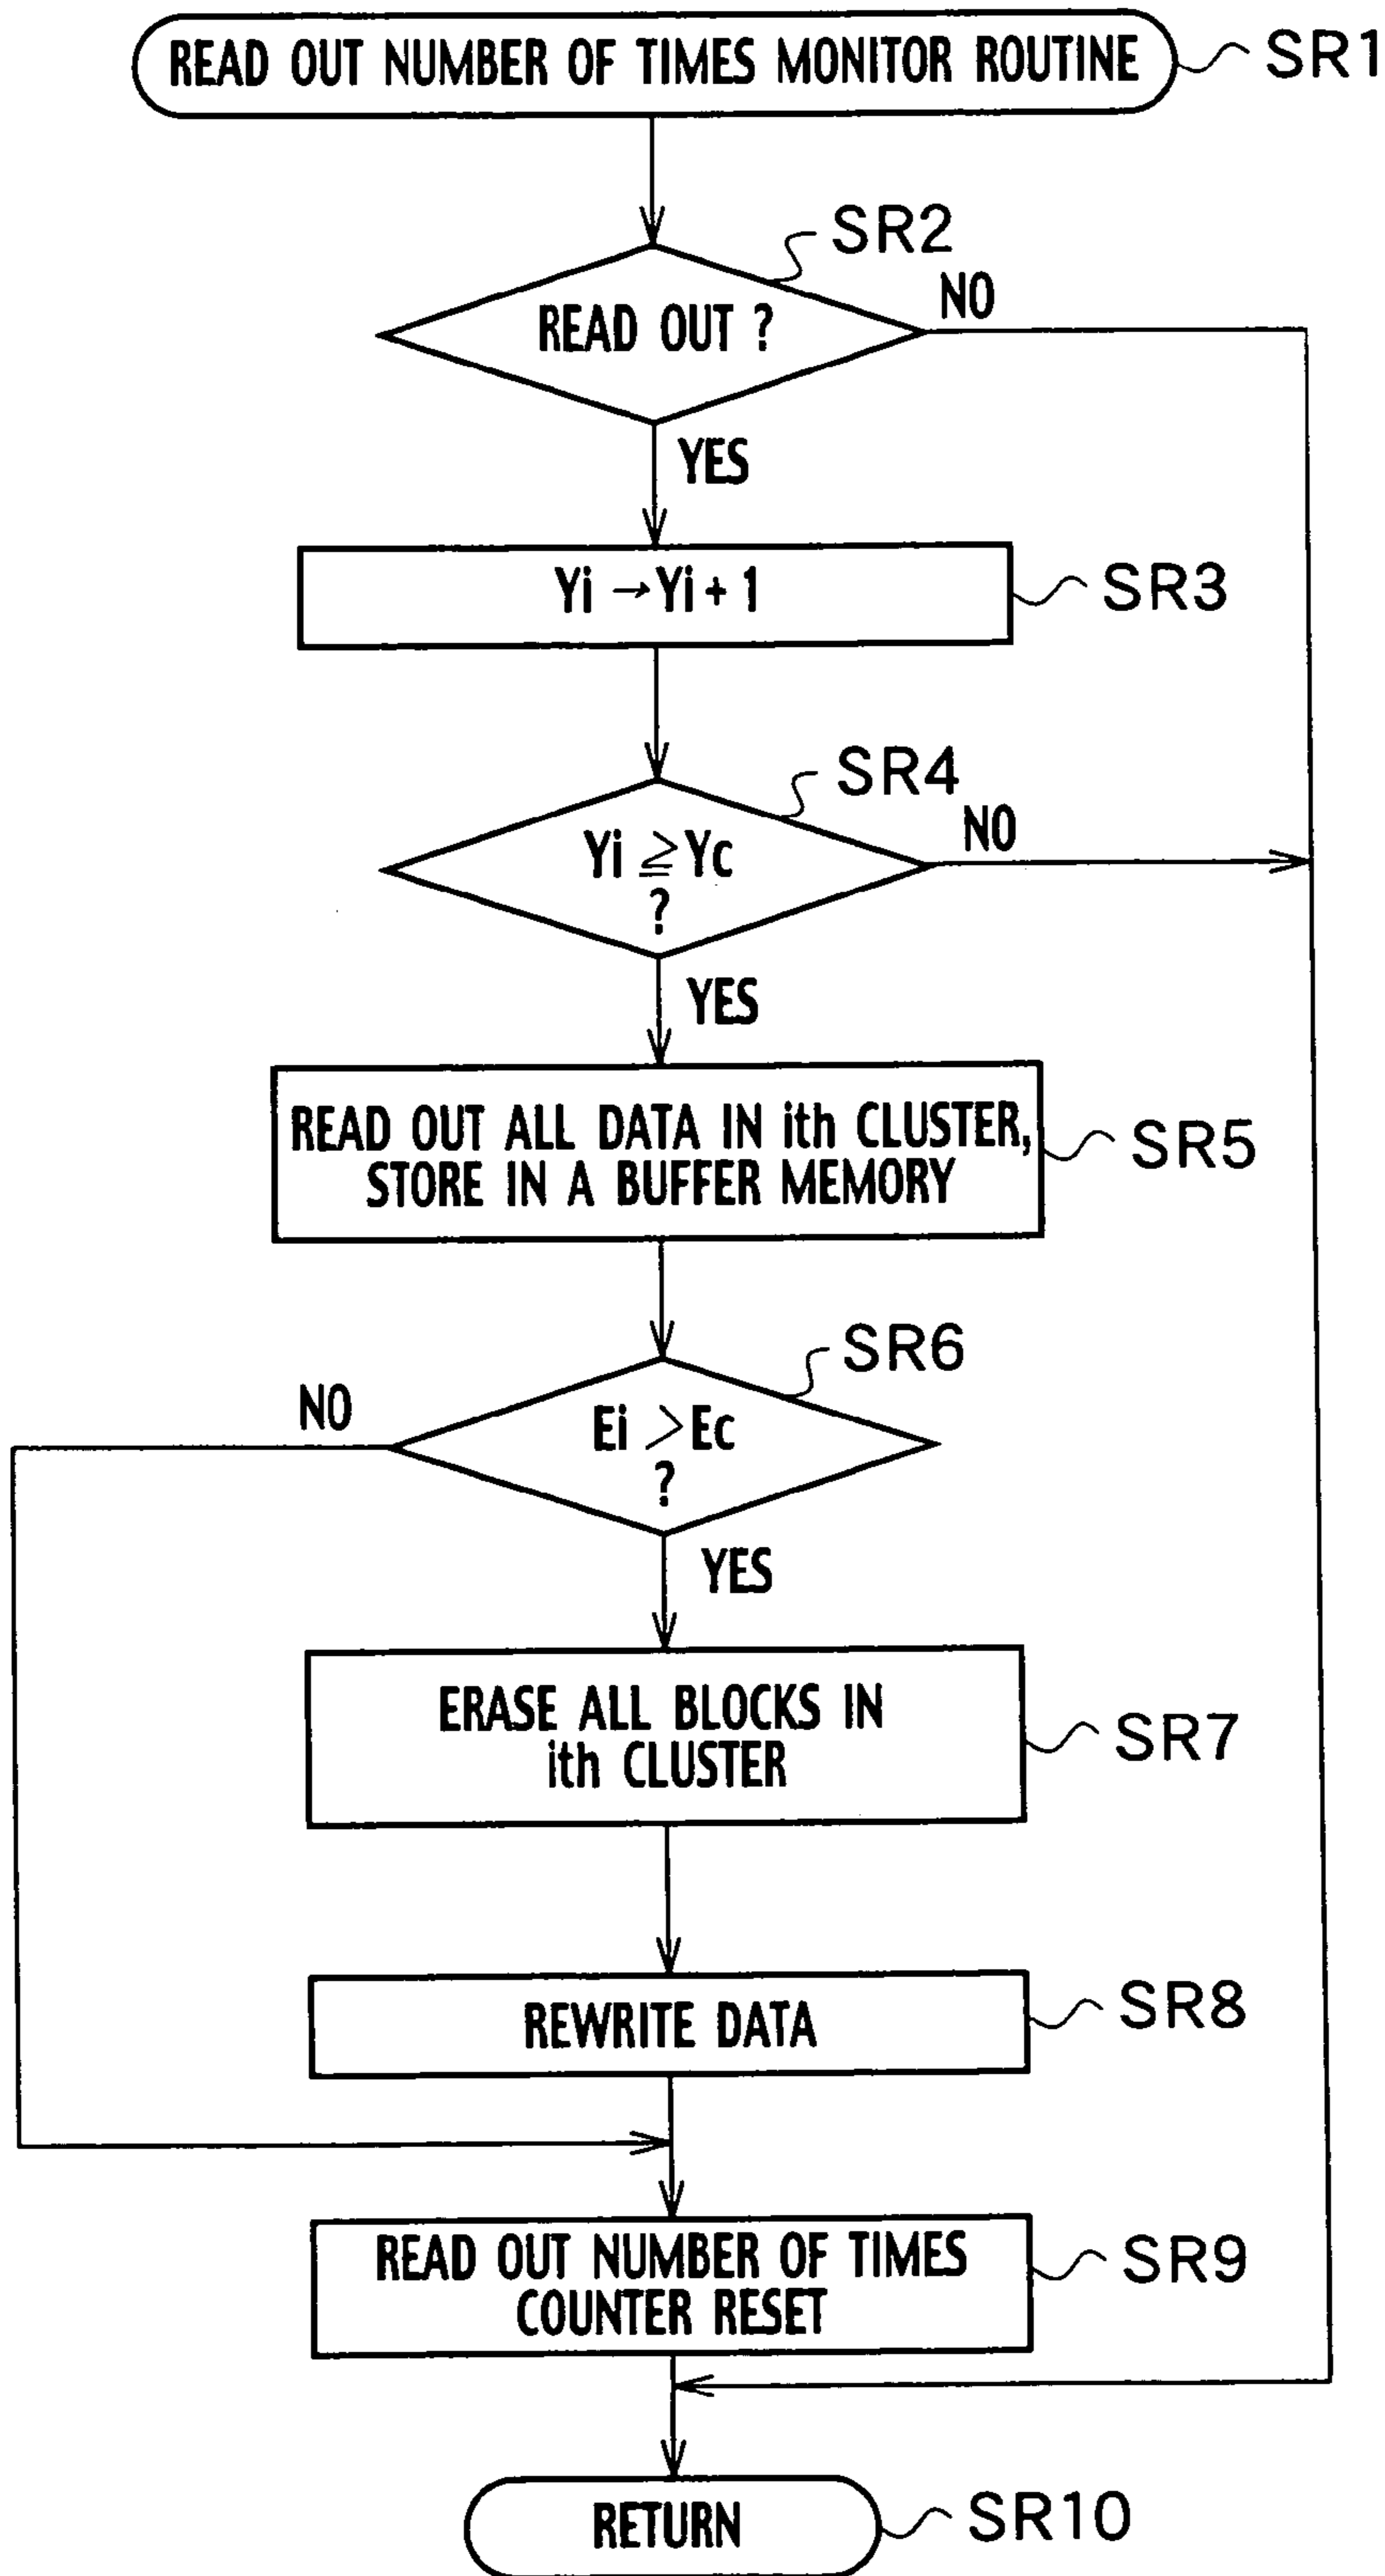 READ OUT NUMBER OF TIMES MONITOR ROUTINE
SR1
SR2
READ OUT ?
NO
YES
Yi → Yi + 1
SR3
SR4
Yi ≧ Yc
?
NO
YES
READ OUT ALL DATA IN ith CLUSTER,
STORE IN A BUFFER MEMORY
SR5
SR6
NO
Ei > Ec
?
YES
ERASE ALL BLOCKS IN
ith CLUSTER
SR7
REWRITE DATA
SR8
READ OUT NUMBER OF TIMES
COUNTER RESET
SR9
RETURN
SR10